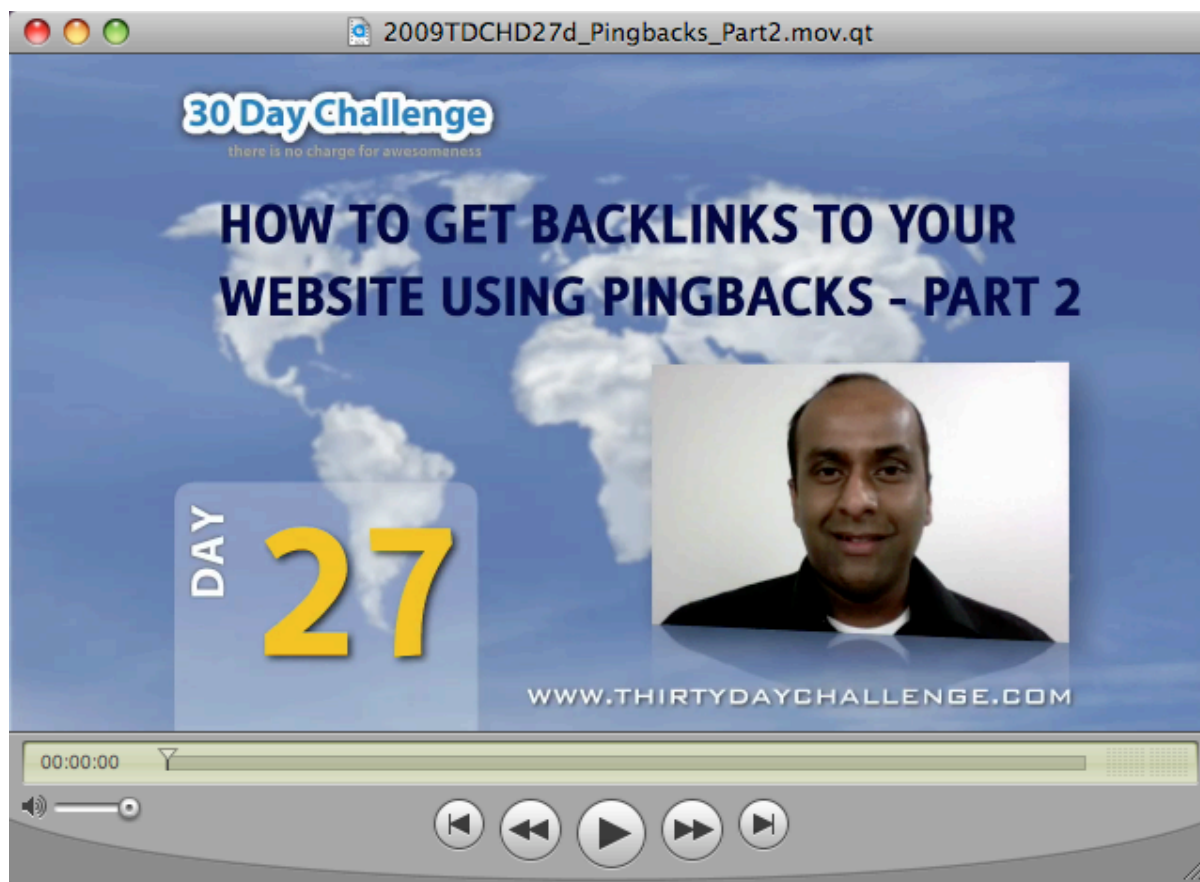 2009TDCHD27d_Pingbacks_Part2.mov.qt
30 Day Challenge
there is no charge for awesomeness
HOW TO GET BACKLINKS TO YOUR
WEBSITE USING PINGBACKS - PART 2
DAY
27
WWW.THIRTYDAYCHALLENGE.COM
00:00:00